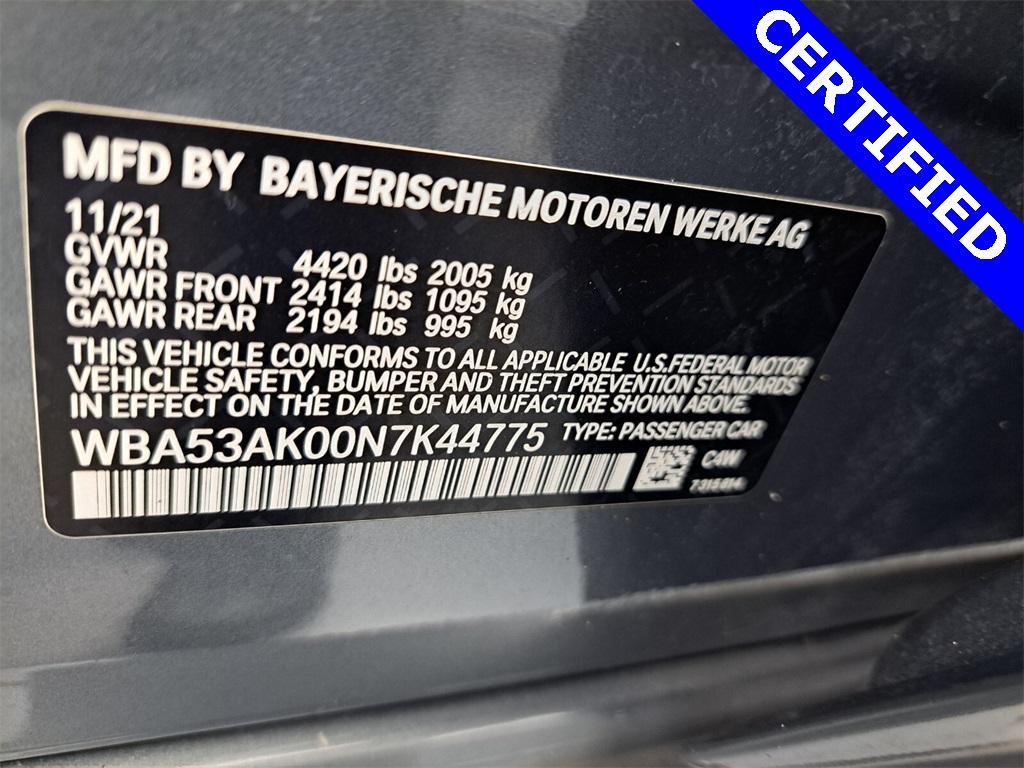 CERTIFIED
MFD BY BAYERISCHE MOTOREN WERKE AG
11/21
GVWR 4420 lbs 2005 kg
GAWR FRONT 2414 lbs 1095 kg
GAWR REAR 2194 lbs 995 kg
THIS VEHICLE CONFORMS TO ALL APPLICABLE U.S.FEDERAL MOTOR
VEHICLE SAFETY, BUMPER AND THEFT PREVENTION STANDARDS
IN EFFECT ON THE DATE OF MANUFACTURE SHOWN ABOVE.
WBA53AK00N7K44775 TYPE: PASSENGER CAR
C4W
7315814